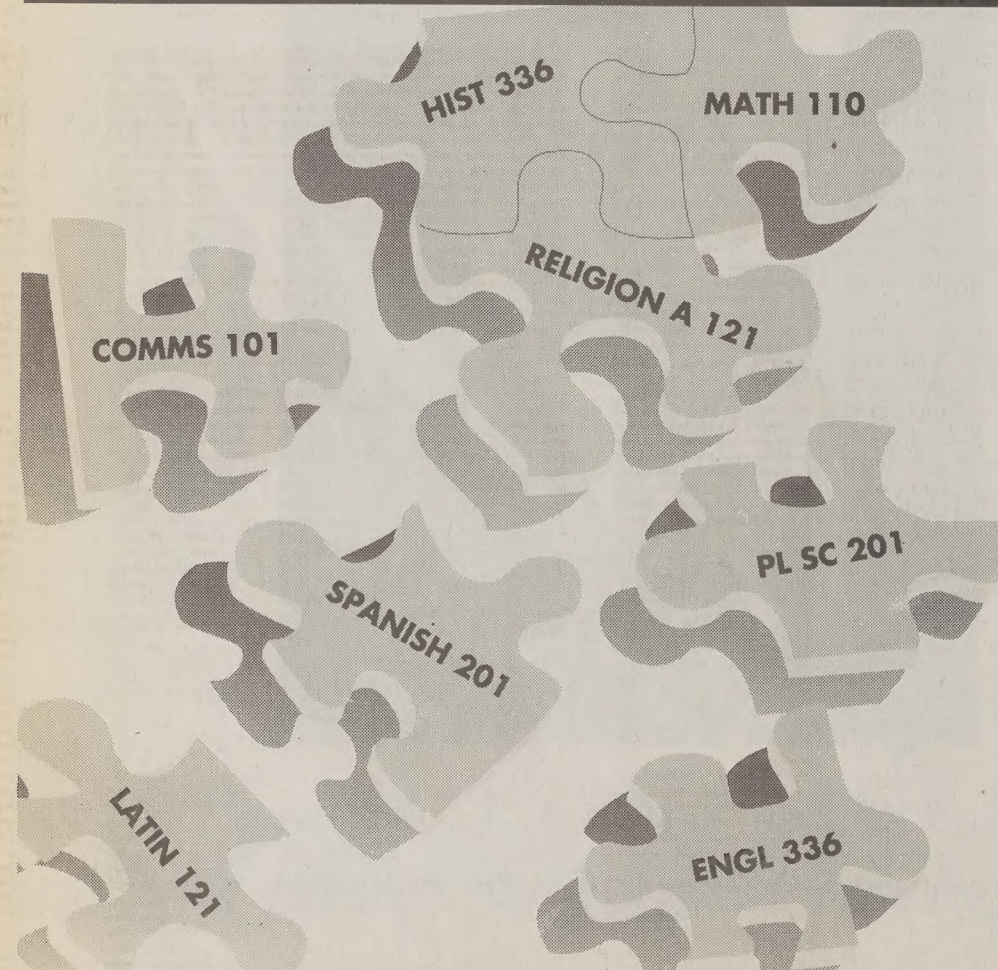 HIST 336
MATH 110
RELIGION A 121
COMMS 101
PL SC 201
SPANISH 201
LATIN 121
ENGL 336